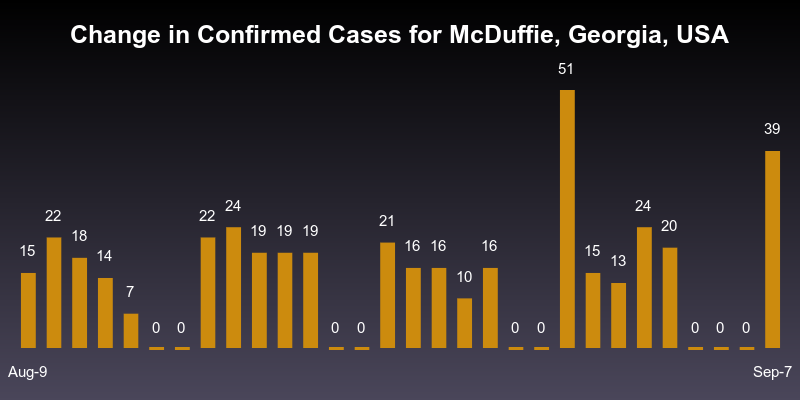 Change in Confirmed Cases for McDuffie, Georgia, USA
15 22 18 14 7 0 0 22 24 19 19 19 0 0 21 16 16 10 16 0 0 51 15 13 24 20 0 0 0 39
Aug-9 Sep-7